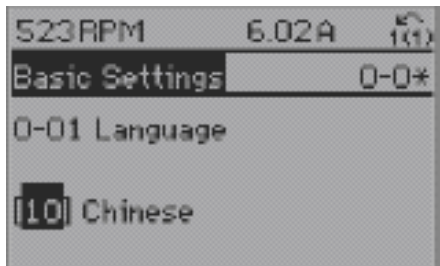 523RPM 6.02A 1(1)
Basic Settings 0-0*
0-01 Language
[10] Chinese